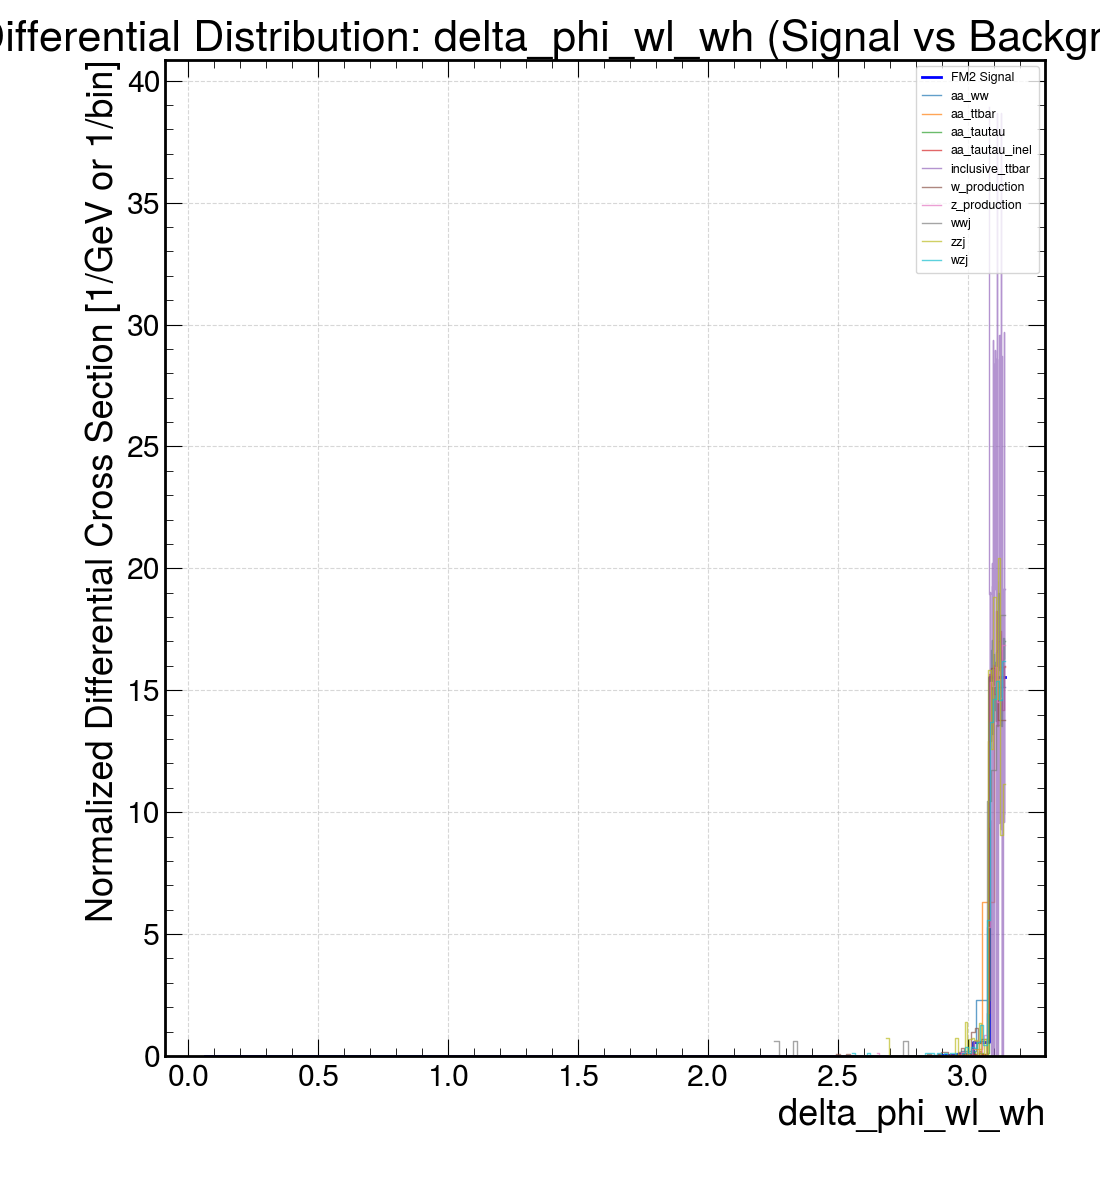 ifferential Distribution: delta_phi_wl_wh (Signal vs Backgr
Normalized Differential Cross Section [1/GeV or 1/bin]
40
35
30
25
20
15
10
5
0
FM2 Signal
aa_ww
aa_ttbar
aa_tautau
aa_tautau_inel
inclusive_ttbar
w_production
z_production
wwj
zzj
wzj
0.0 0.5 1.0 1.5 2.0 2.5 3.0
delta_phi_wl_wh